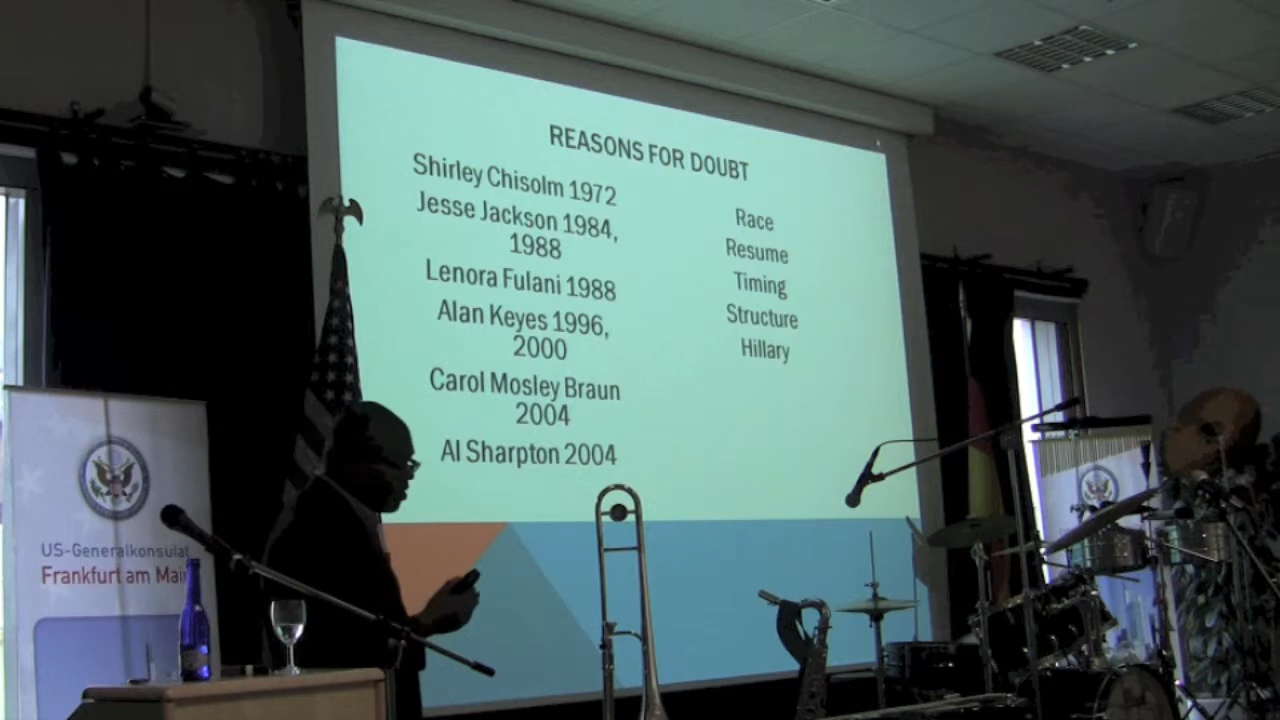 REASONS FOR DOUBT
Shirley Chisolm 1972
Jesse Jackson 1984,
1988
Lenora Fulani 1988
Alan Keyes 1996,
2000
Carol Mosley Braun
2004
Al Sharpton 2004
Race
Resume
Timing
Structure
Hillary
US-Generalkonsulat
Frankfurt am Mai